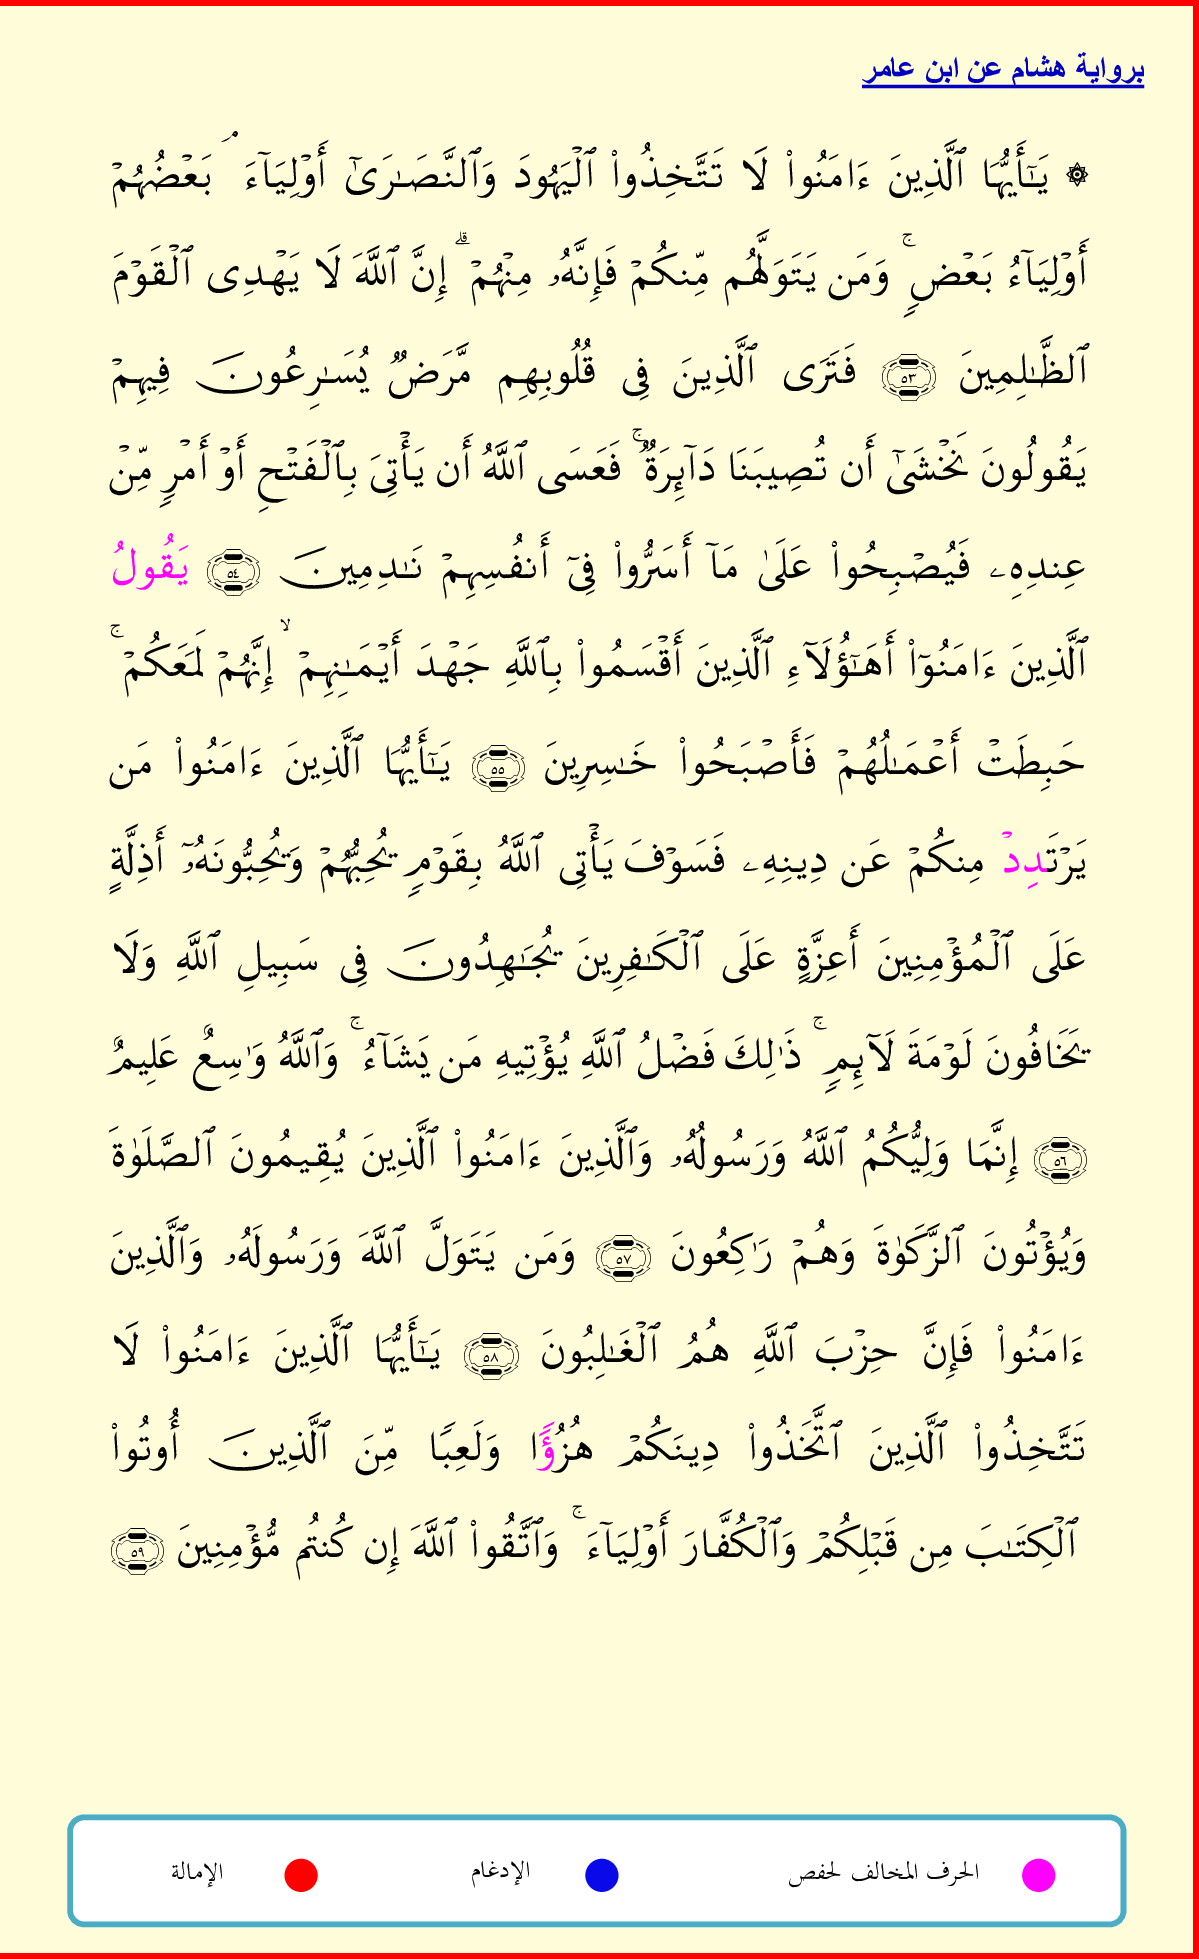 برواية هشام عن ابن عامر
۞ يَـٰٓأَيُّهَا ٱلَّذِينَ ءَامَنُوا۟ لَا تَتَّخِذُوا۟ ٱلْيَهُودَ وَٱلنَّصَـٰرَىٰٓ أَوْلِيَآءَ ۘ بَعْضُهُمْ
أَوْلِيَآءُ بَعْضٍۢ ۚ وَمَن يَتَوَلَّهُم مِّنكُمْ فَإِنَّهُۥ مِنْهُمْ ۗ إِنَّ ٱللَّهَ لَا يَهْدِى ٱلْقَوْمَ
ٱلظَّـٰلِمِينَ ٥٣ فَتَرَى ٱلَّذِينَ فِى قُلُوبِهِم مَّرَضٌۭ يُسَـٰرِعُونَ فِيهِمْ
يَقُولُونَ نَخْشَىٰٓ أَن تُصِيبَنَا دَآئِرَةٌۭ ۚ فَعَسَى ٱللَّهُ أَن يَأْتِىَ بِٱلْفَتْحِ أَوْ أَمْرٍۢ مِّنْ
عِندِهِۦ فَيُصْبِحُوا۟ عَلَىٰ مَآ أَسَرُّوا۟ فِىٓ أَنفُسِهِمْ نَـٰدِمِينَ ٥٤ يَقُولُ
ٱلَّذِينَ ءَامَنُوٓا۟ أَهَـٰٓؤُلَآءِ ٱلَّذِينَ أَقْسَمُوا۟ بِٱللَّهِ جَهْدَ أَيْمَـٰنِهِمْ ۙ إِنَّهُمْ لَمَعَكُمْ ۚ
حَبِطَتْ أَعْمَـٰلُهُمْ فَأَصْبَحُوا۟ خَـٰسِرِينَ ٥٥ يَـٰٓأَيُّهَا ٱلَّذِينَ ءَامَنُوا۟ مَن
يَرْتَدِدْ مِنكُمْ عَن دِينِهِۦ فَسَوْفَ يَأْتِى ٱللَّهُ بِقَوْمٍۢ يُحِبُّهُمْ وَيُحِبُّونَهُۥٓ أَذِلَّةٍ
عَلَى ٱلْمُؤْمِنِينَ أَعِزَّةٍ عَلَى ٱلْكَـٰفِرِينَ يُجَـٰهِدُونَ فِى سَبِيلِ ٱللَّهِ وَلَا
يَخَافُونَ لَوْمَةَ لَآئِمٍۢ ۚ ذَٰلِكَ فَضْلُ ٱللَّهِ يُؤْتِيهِ مَن يَشَآءُ ۚ وَٱللَّهُ وَٰسِعٌ عَلِيمٌ
٥٦ إِنَّمَا وَلِيُّكُمُ ٱللَّهُ وَرَسُولُهُۥ وَٱلَّذِينَ ءَامَنُوا۟ ٱلَّذِينَ يُقِيمُونَ ٱلصَّلَوٰةَ
وَيُؤْتُونَ ٱلزَّكَوٰةَ وَهُمْ رَٰكِعُونَ ٥٧ وَمَن يَتَوَلَّ ٱللَّهَ وَرَسُولَهُۥ وَٱلَّذِينَ
ءَامَنُوا۟ فَإِنَّ حِزْبَ ٱللَّهِ هُمُ ٱلْغَـٰلِبُونَ ٥٨ يَـٰٓأَيُّهَا ٱلَّذِينَ ءَامَنُوا۟ لَا
تَتَّخِذُوا۟ ٱلَّذِينَ ٱتَّخَذُوا۟ دِينَكُمْ هُزُؤًۭا وَلَعِبًۭا مِّنَ ٱلَّذِينَ أُوتُوا۟
ٱلْكِتَـٰبَ مِن قَبْلِكُمْ وَٱلْكُفَّارَ أَوْلِيَآءَ ۚ وَٱتَّقُوا۟ ٱللَّهَ إِن كُنتُم مُّؤْمِنِينَ ٥٩
الحرف المخالف لحفص الإدغام الإمالة